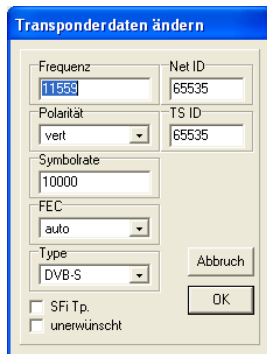 Transponderdaten ändern
Frequenz Net ID
11559 65535
Polarität TS ID
vert 65535
Symbolrate
10000
FEC
auto
Type
DVB-S
Abbruch
SFi Tp.
OK
unerwünscht